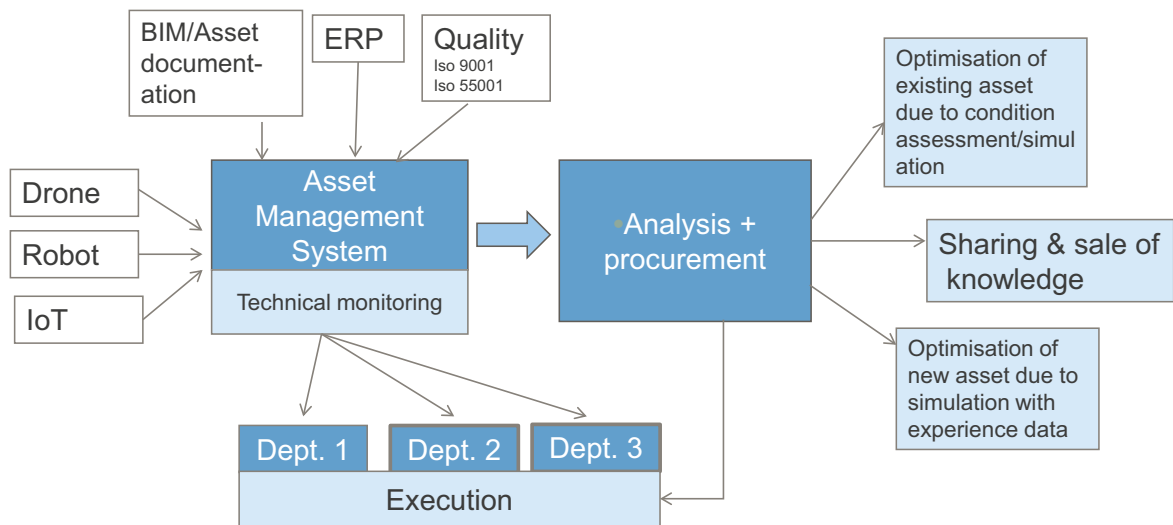 BIM/Asset
document-
ation
ERP
Quality
Iso 9001
Iso 55001
Drone
Robot
IoT
Asset
Management
System
Technical monitoring
•Analysis +
procurement
Optimisation of
existing asset
due to condition
assessment/simul
ation
Sharing & sale of
knowledge
Optimisation of
new asset due to
simulation with
experience data
Dept. 1
Dept. 2
Dept. 3
Execution